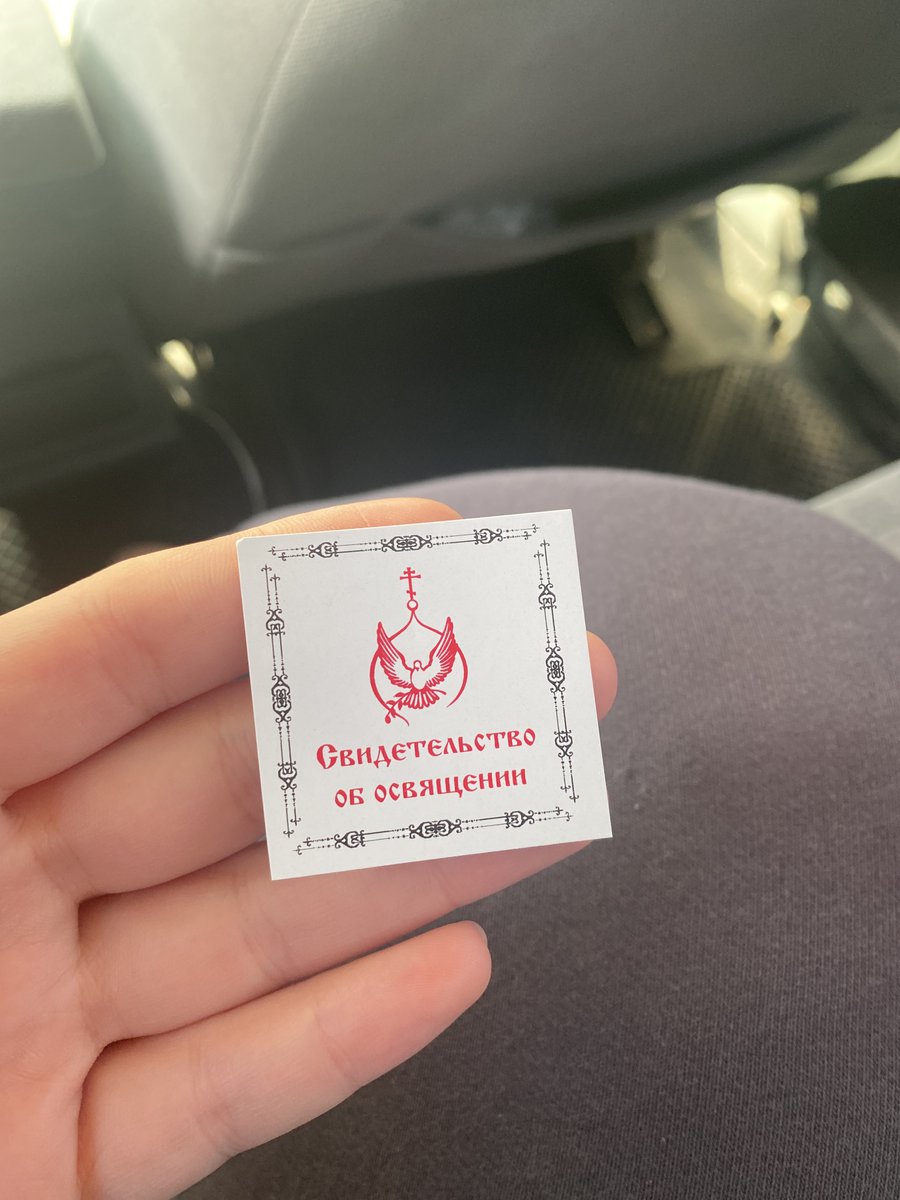 Свидетельство
об освящении